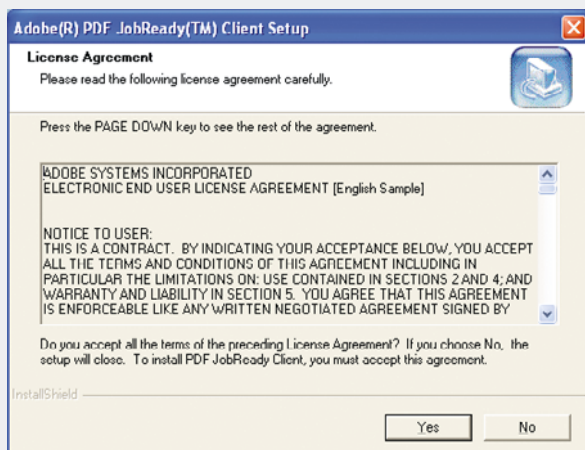 Adobe(R) PDF JobReady(TM) Client Setup
License Agreement
Please read the following license agreement carefully.
Press the PAGE DOWN key to see the rest of the agreement.
ADOBE SYSTEMS INCORPORATED
ELECTRONIC END USER LICENSE AGREEMENT [English Sample]
NOTICE TO USER:
THIS IS A CONTRACT. BY INDICATING YOUR ACCEPTANCE BELOW, YOU ACCEPT
ALL THE TERMS AND CONDITIONS OF THIS AGREEMENT INCLUDING IN
PARTICULAR THE LIMITATIONS ON: USE CONTAINED IN SECTIONS 2 AND 4; AND
WARRANTY AND LIABILITY IN SECTION 5. YOU AGREE THAT THIS AGREEMENT
IS ENFORCEABLE LIKE ANY WRITTEN NEGOTIATED AGREEMENT SIGNED BY
Do you accept all the terms of the preceding License Agreement? If you choose No, the
setup will close. To install PDF JobReady Client, you must accept this agreement.
InstallShield
Yes No